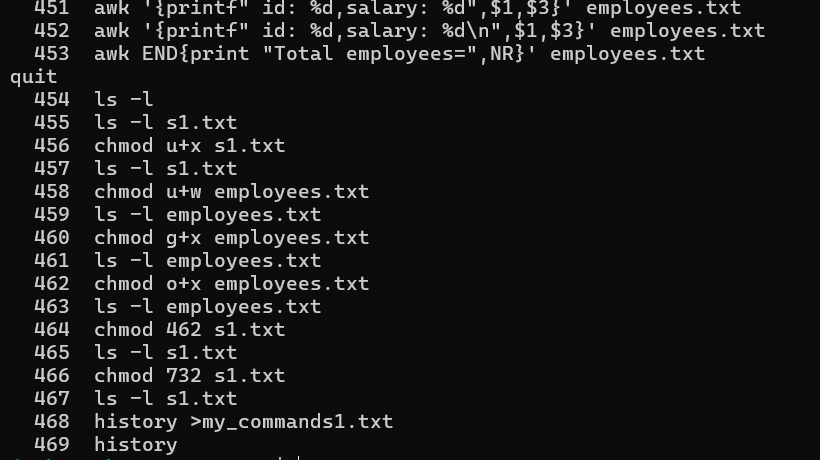 451  awk '{printf" id: %d,salary: %d",$1,$3}' employees.txt
452  awk '{printf" id: %d,salary: %d\n",$1,$3}' employees.txt
453  awk END{print "Total employees=",NR}' employees.txt
quit
454  ls -l
455  ls -l s1.txt
456  chmod u+x s1.txt
457  ls -l s1.txt
458  chmod u+w employees.txt
459  ls -l employees.txt
460  chmod g+x employees.txt
461  ls -l employees.txt
462  chmod o+x employees.txt
463  ls -l employees.txt
464  chmod 462 s1.txt
465  ls -l s1.txt
466  chmod 732 s1.txt
467  ls -l s1.txt
468  history >my_commands1.txt
469  history